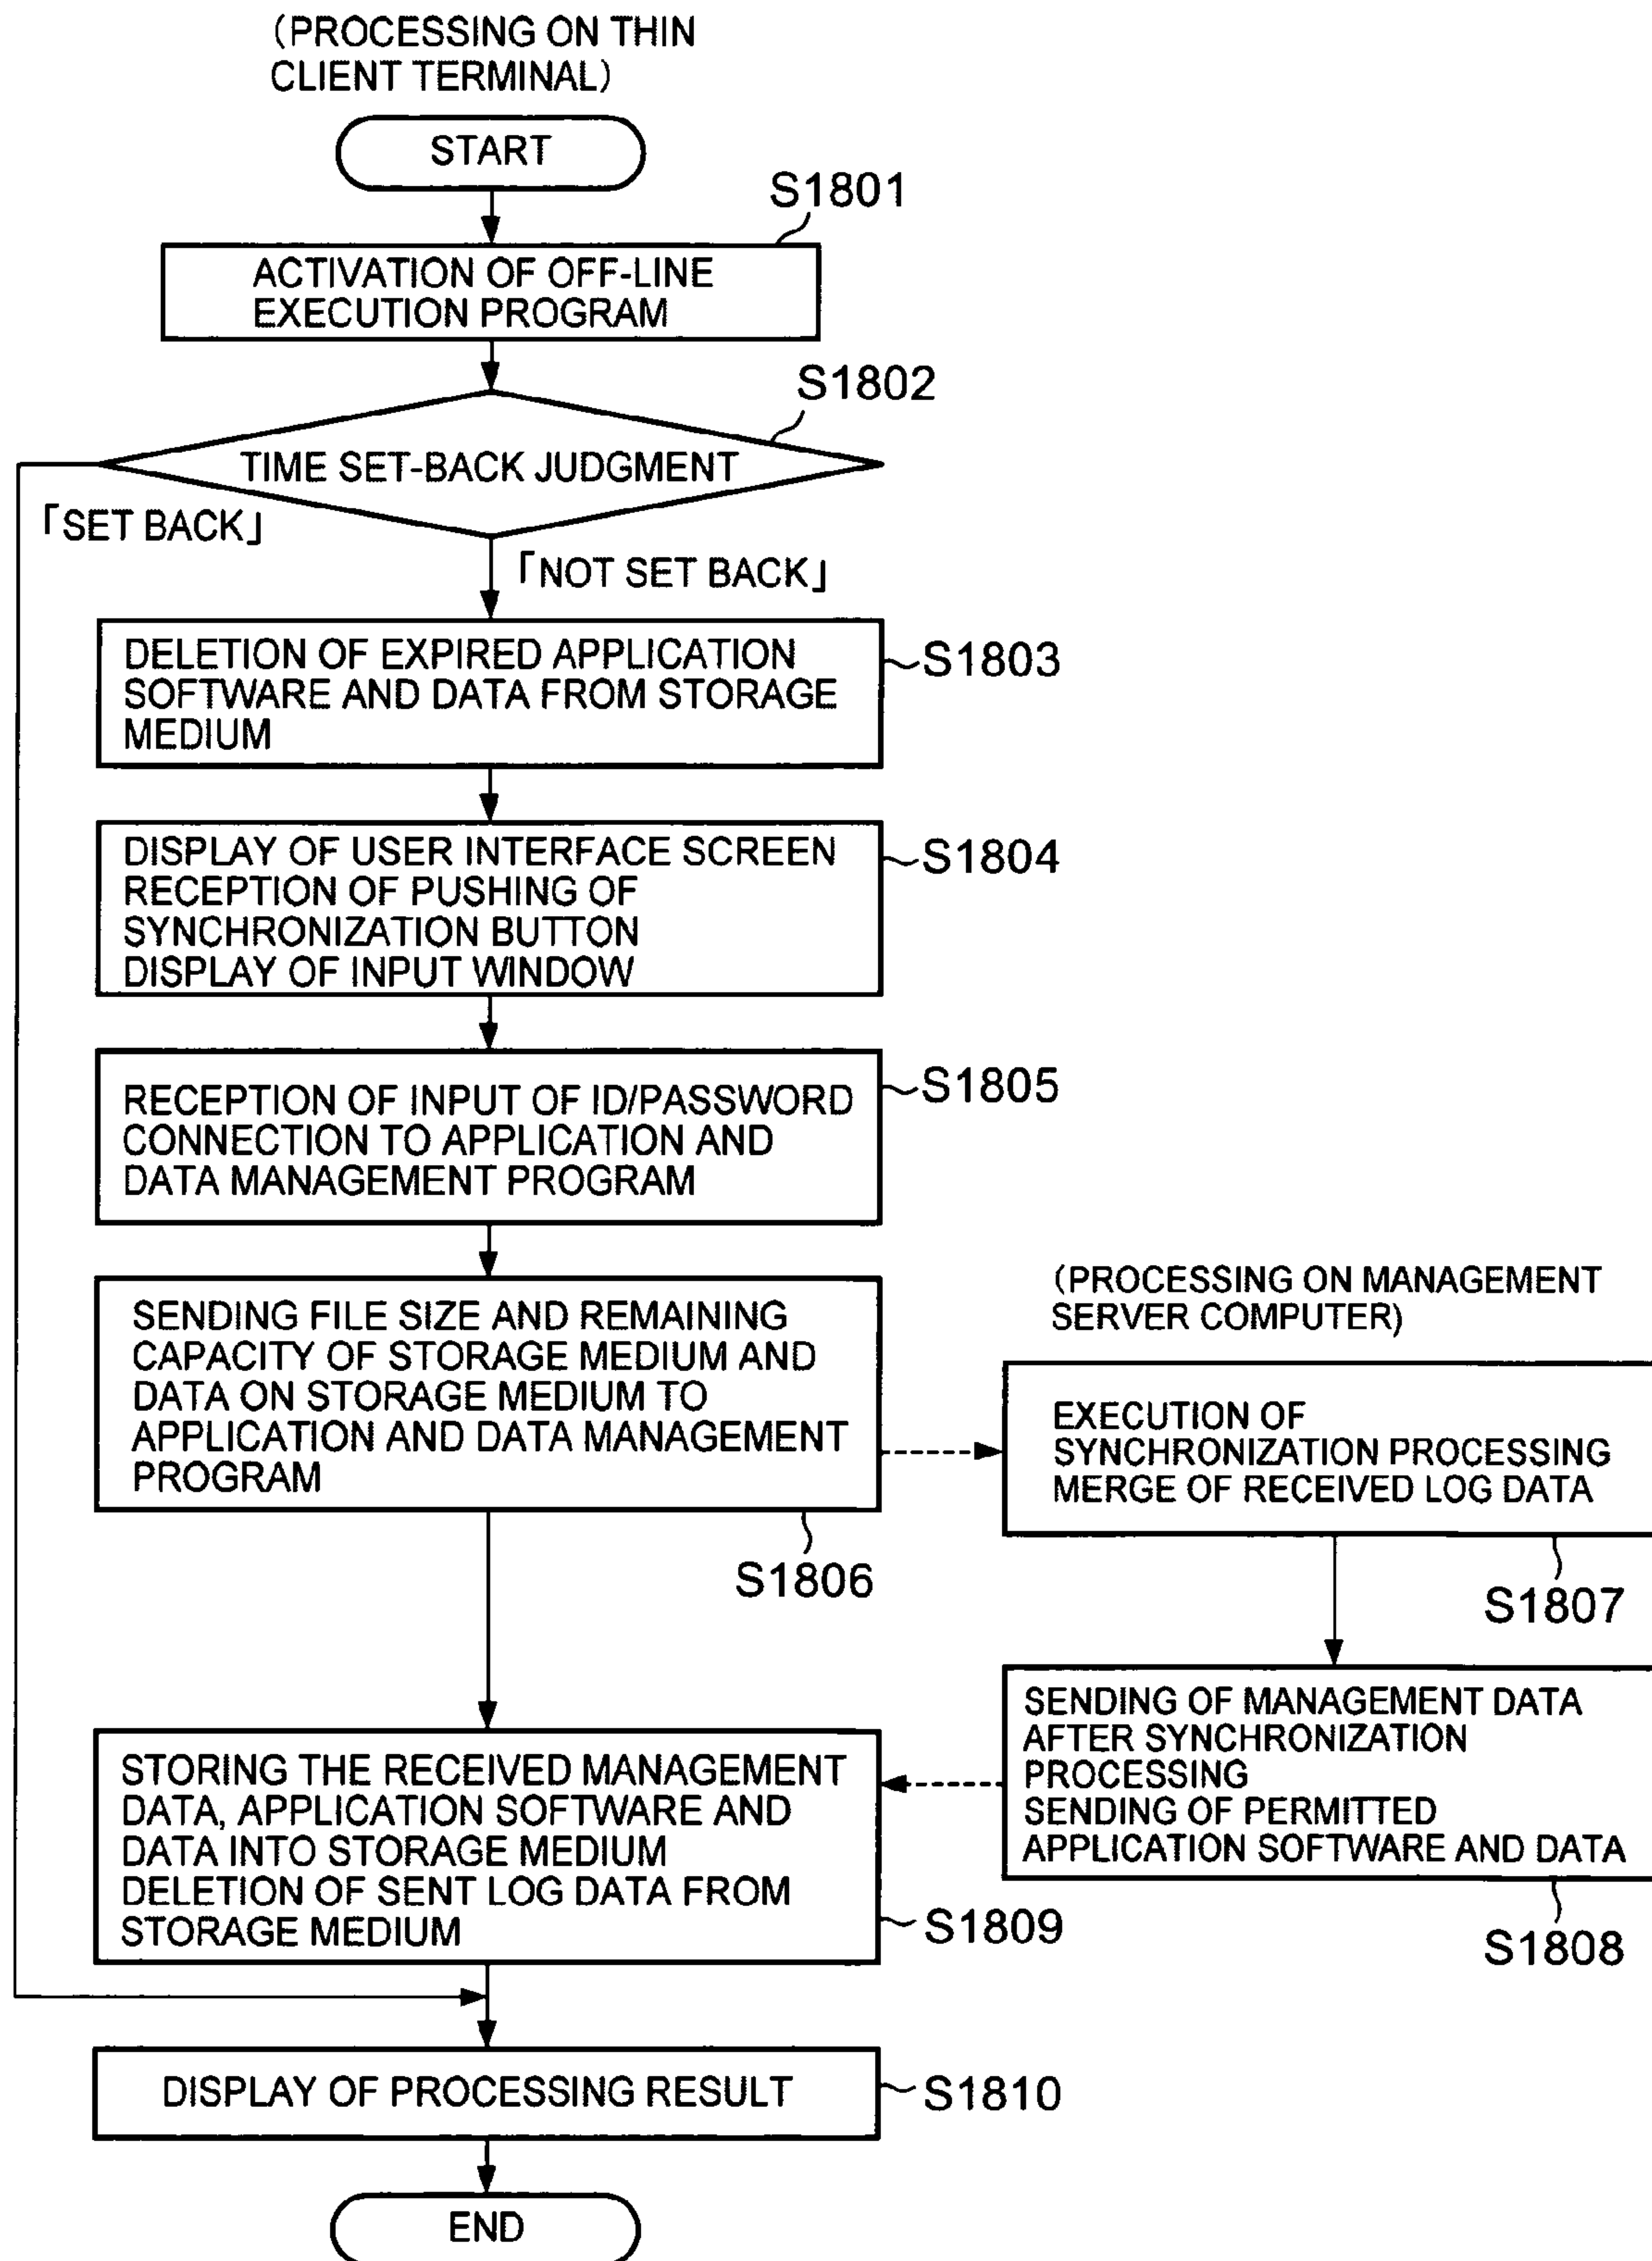 (PROCESSING ON THIN
CLIENT TERMINAL)
START
S1801
ACTIVATION OF OFF-LINE
EXECUTION PROGRAM
S1802
TIME SET-BACK JUDGMENT
「SET BACK」
「NOT SET BACK」
DELETION OF EXPIRED APPLICATION
SOFTWARE AND DATA FROM STORAGE
MEDIUM
S1803
DISPLAY OF USER INTERFACE SCREEN
RECEPTION OF PUSHING OF
SYNCHRONIZATION BUTTON
DISPLAY OF INPUT WINDOW
S1804
RECEPTION OF INPUT OF ID/PASSWORD
CONNECTION TO APPLICATION AND
DATA MANAGEMENT PROGRAM
S1805
SENDING FILE SIZE AND REMAINING
CAPACITY OF STORAGE MEDIUM AND
DATA ON STORAGE MEDIUM TO
APPLICATION AND DATA MANAGEMENT
PROGRAM
S1806
(PROCESSING ON MANAGEMENT
SERVER COMPUTER)
EXECUTION OF
SYNCHRONIZATION PROCESSING
MERGE OF RECEIVED LOG DATA
S1807
SENDING OF MANAGEMENT DATA
AFTER SYNCHRONIZATION
PROCESSING
SENDING OF PERMITTED
APPLICATION SOFTWARE AND DATA
S1808
STORING THE RECEIVED MANAGEMENT
DATA, APPLICATION SOFTWARE AND
DATA INTO STORAGE MEDIUM
DELETION OF SENT LOG DATA FROM
STORAGE MEDIUM
S1809
DISPLAY OF PROCESSING RESULT
S1810
END